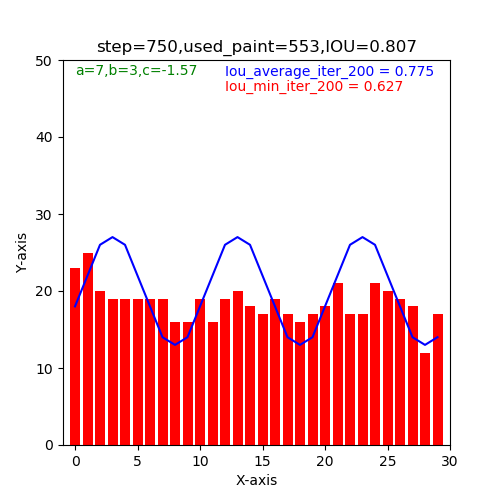 step=750,used_paint=553,IOU=0.807
a=7,b=3,c=-1.57
Iou_average_iter_200 = 0.775
Iou_min_iter_200 = 0.627
50
40
30
20
10
0
Y-axis
0 5 10 15 20 25 30
X-axis